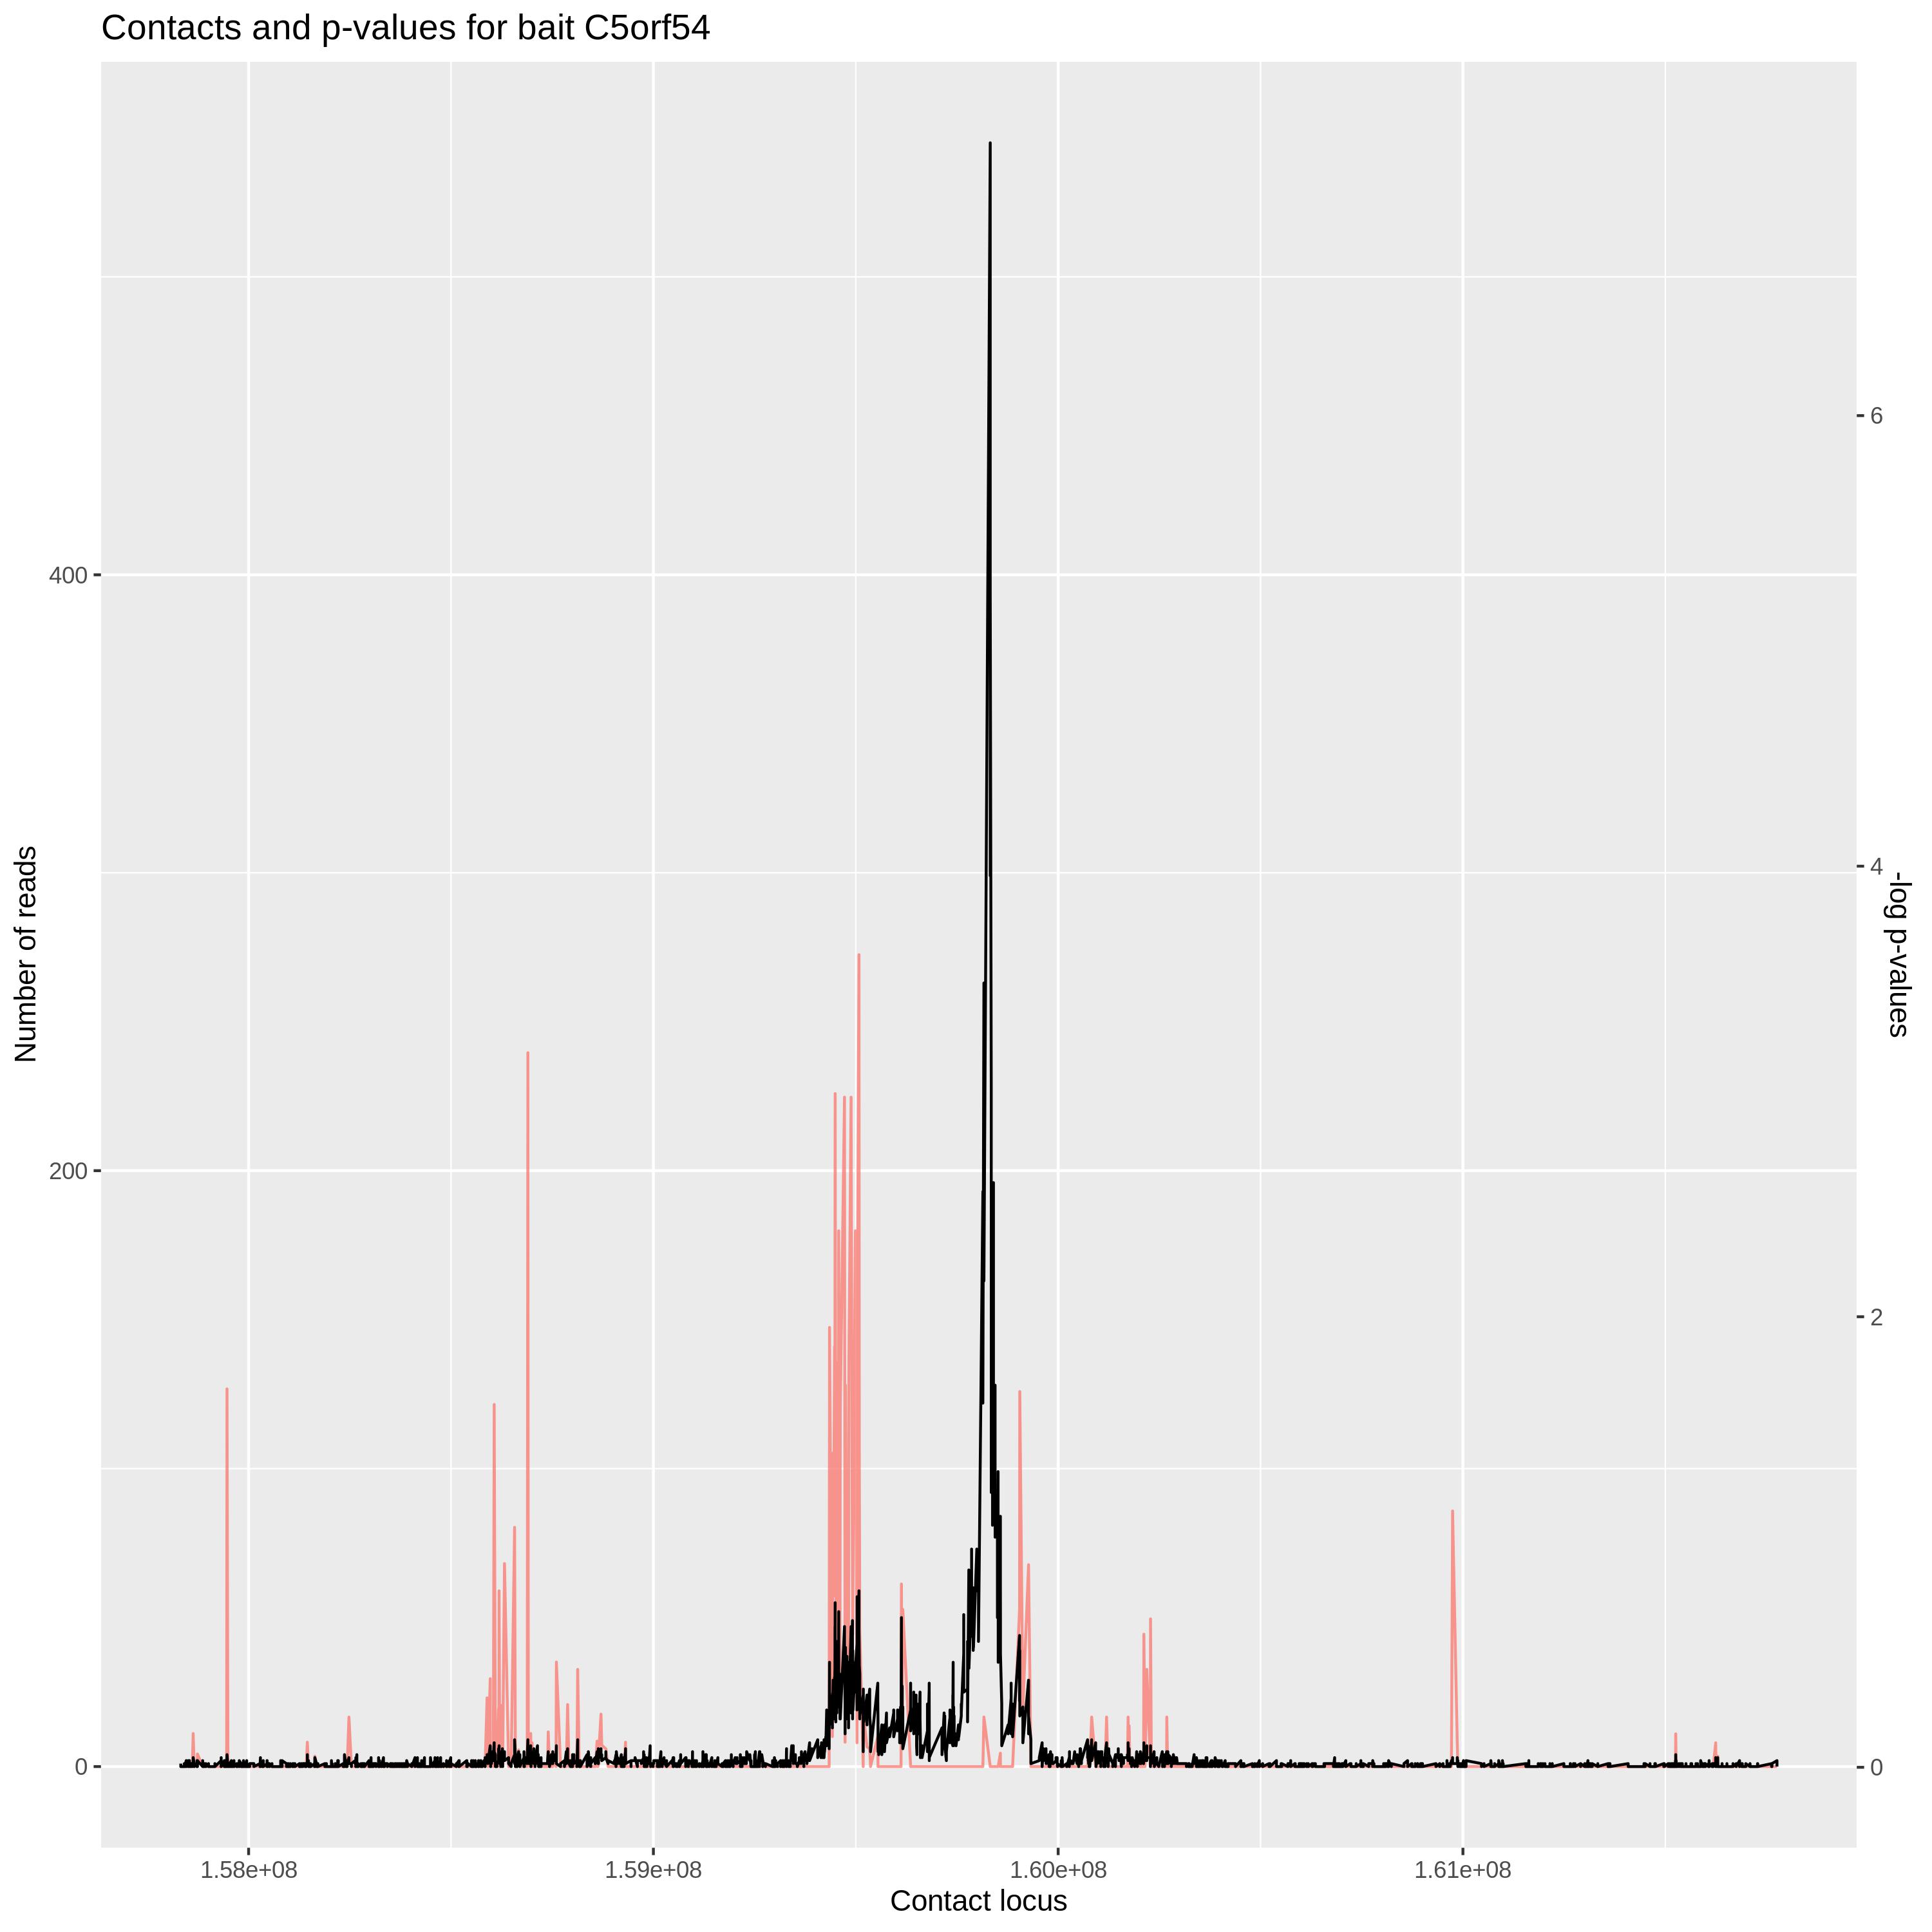 Contacts and p-values for bait C5orf54
Number of reads
400
200
0
6
4
2
0
-log p-values
1.58e+08
1.59e+08
1.60e+08
1.61e+08
Contact locus